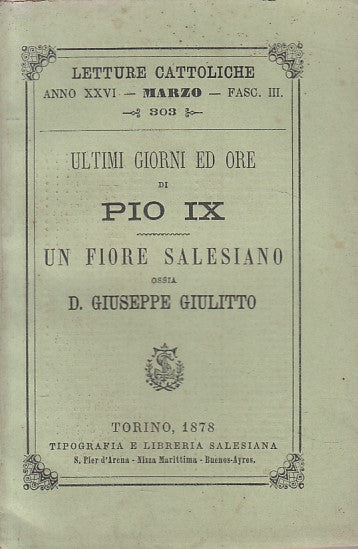 LETTURE CATTOLICHE
ANNO XXVI — MARZO — FASC. III.
303
ULTIMI GIORNI ED ORE
DI
PIO IX
UN FIORE SALESIANO
OSSIA
D. GIUSEPPE GIULITTO
TORINO, 1878
TIPOGRAFIA E LIBRERIA SALESIANA
S. Pier d'Arena - Nizza Marittima - Buenos-Ayres.